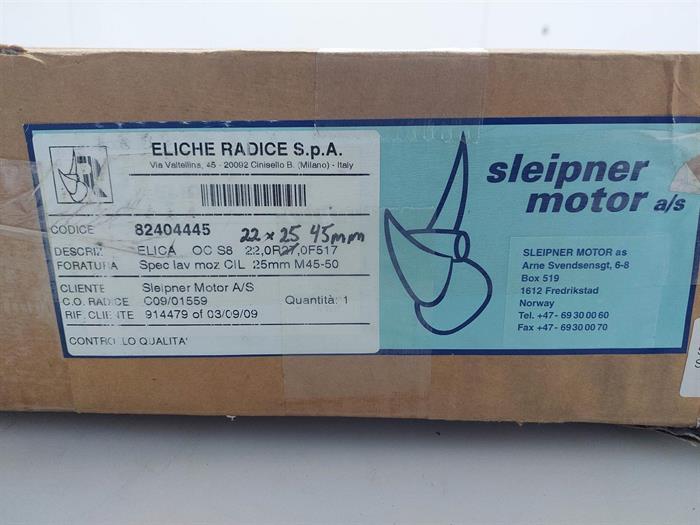 ELICHE RADICE S.p.A.
Via Valtellina, 45 - 20092 Cinisello B. (Milano) - Italy
CODICE 82404445 22 x 25 45mm
DESCRIZ ELICA OC S8 22,0R27,0F517
FORATURA Spec lav moz CIL 25mm M45-50
CLIENTE Sleipner Motor A/S
C.O. RADICE C09/01559 Quantità: 1
RIF. CLIENTE 914479 of 03/09/09
CONTROLLO QUALITA'
sleipner
motor a/s
SLEIPNER MOTOR as
Arne Svendsensgt, 6-8
Box 519
1612 Fredrikstad
Norway
Tel. +47- 69 30 00 60
Fax +47- 69 30 00 70